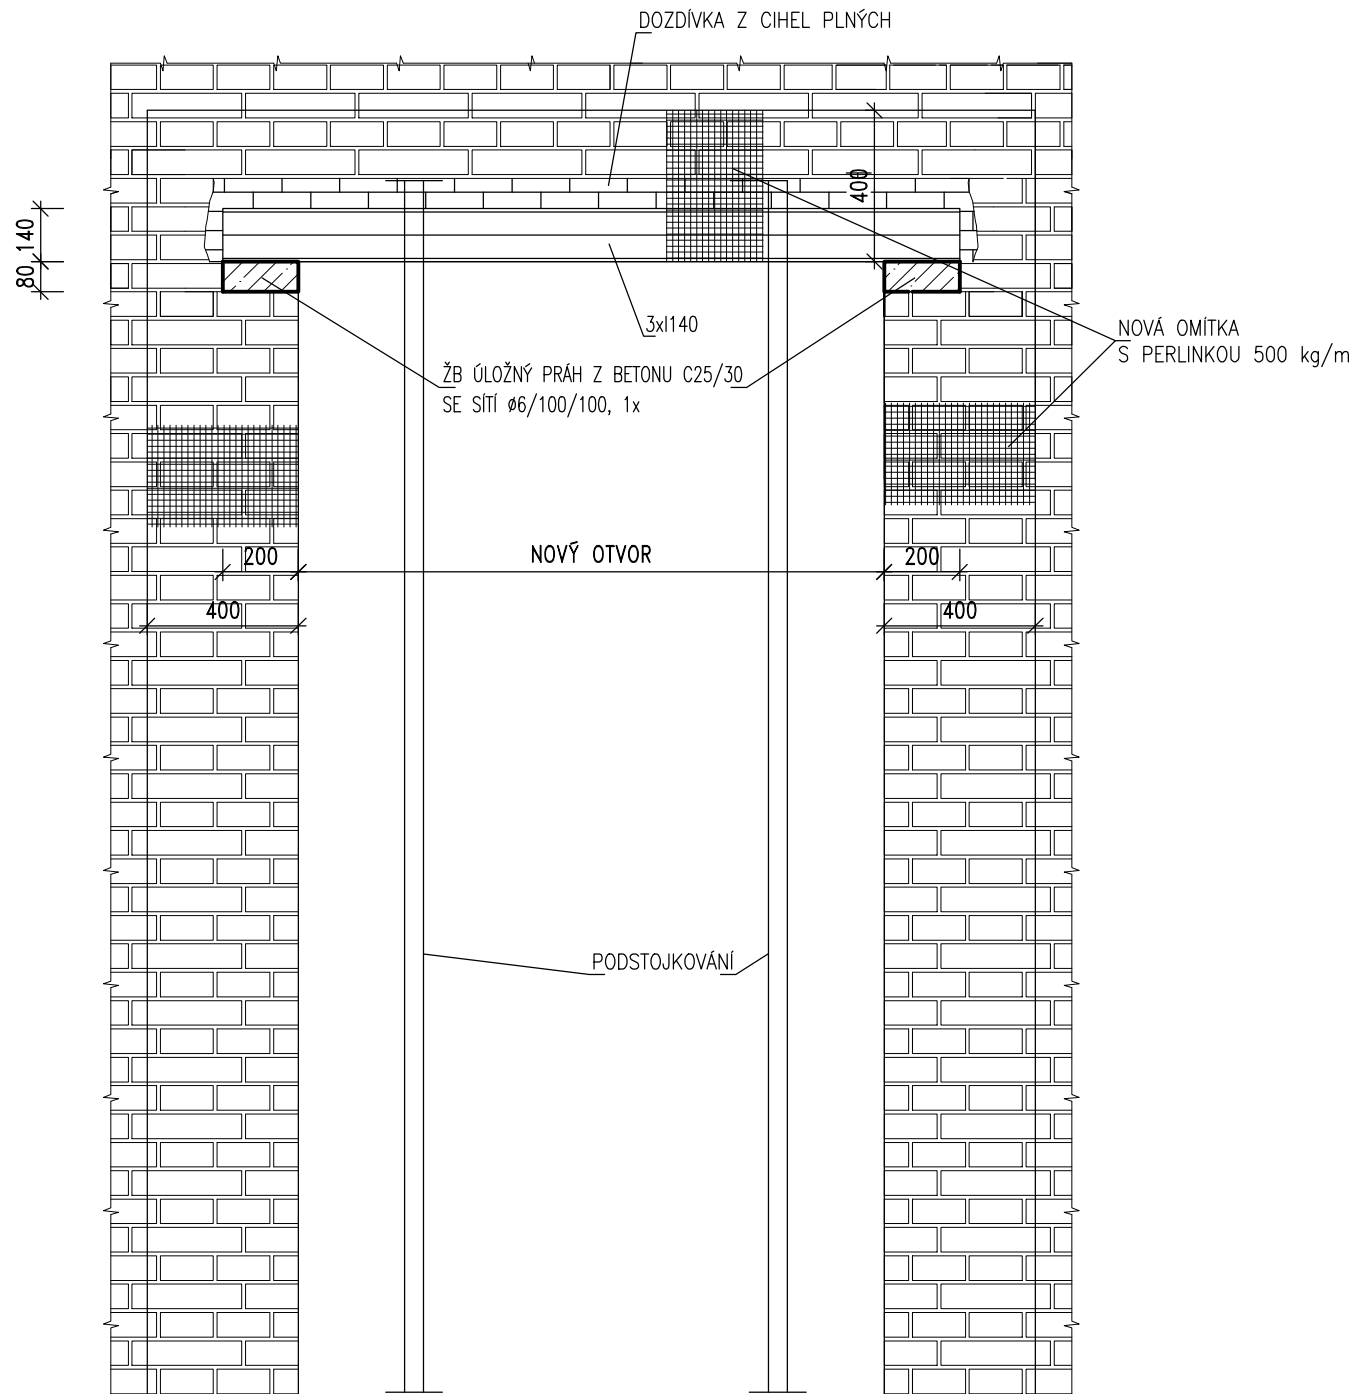 DOZDÍVKA Z CIHEL PLNÝCH
400
140
80
3xI140
NOVÁ OMÍTKA
S PERLINKOU 500 kg/m
ŽB ÚLOŽNÝ PRÁH Z BETONU C25/30
SE SÍTÍ ø6/100/100, 1x
200
NOVÝ OTVOR
200
400
400
PODSTOJKOVÁNÍ